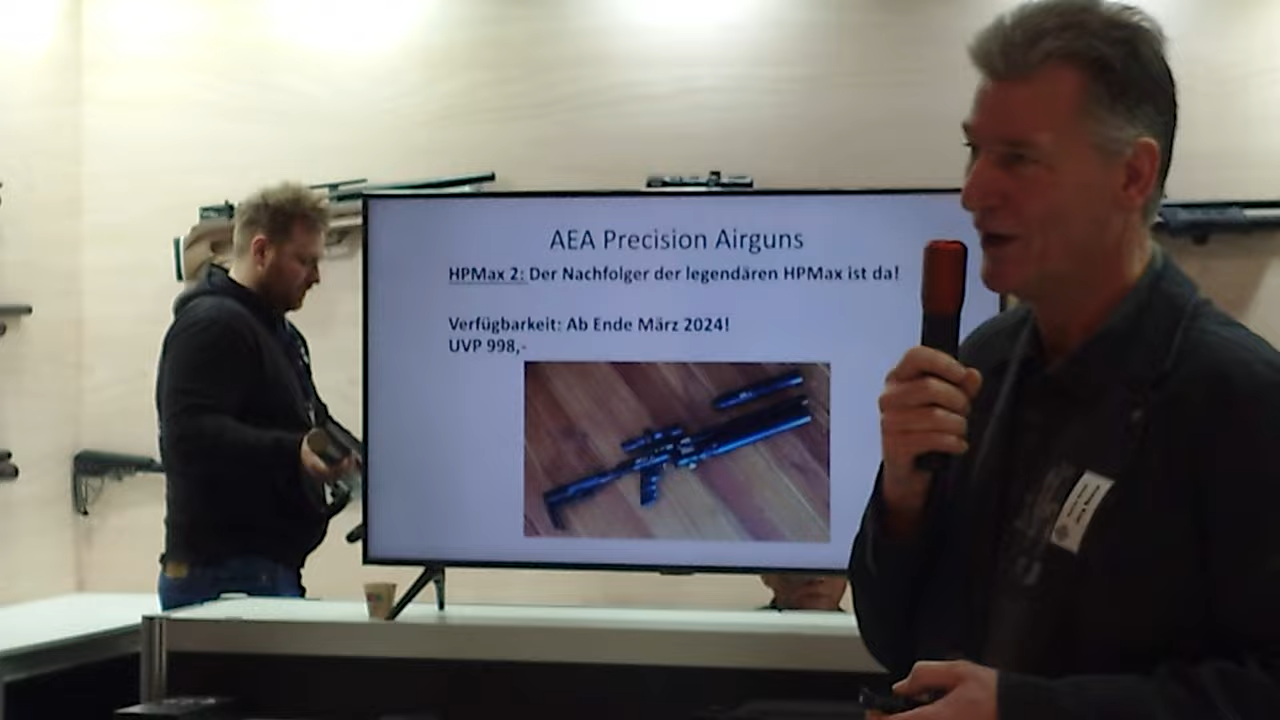 AEA Precision Airguns
HPMax 2: Der Nachfolger der legendären HPMax ist da!
Verfügbarkeit: Ab Ende März 2024!
UVP 998,-